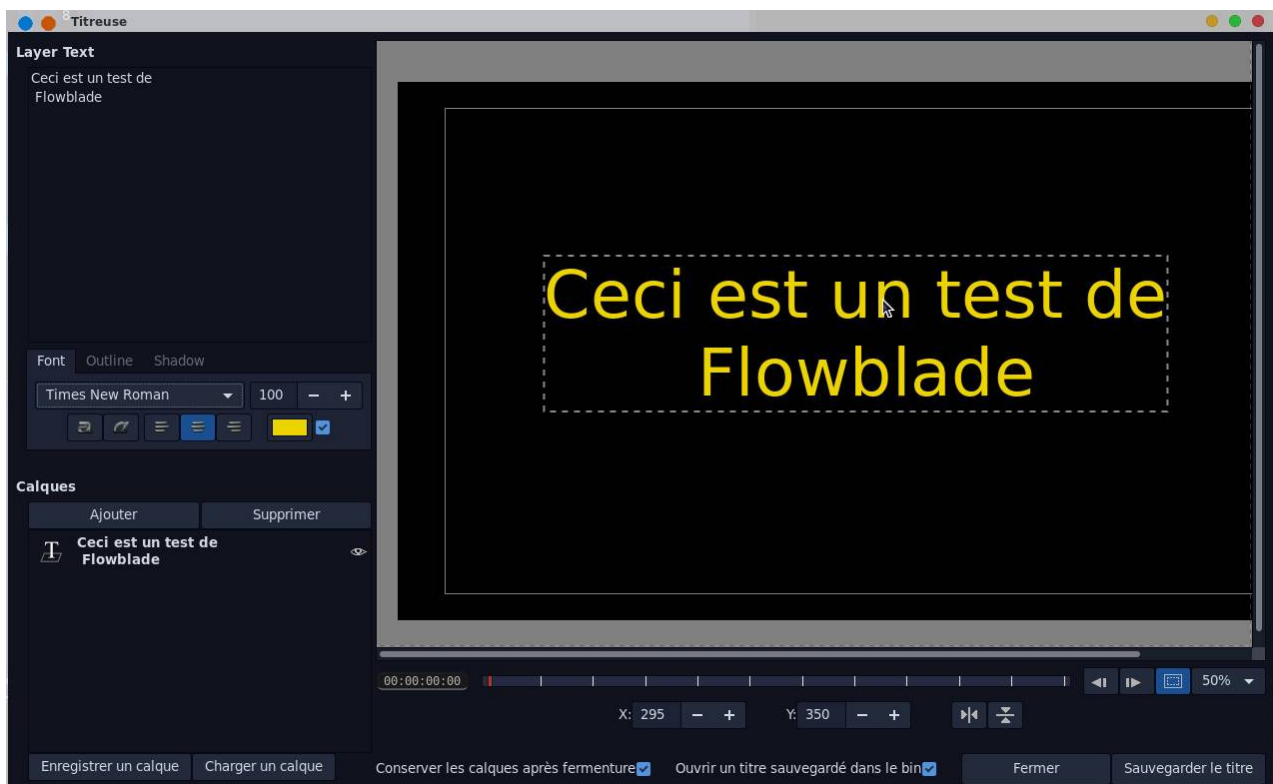 Titreuse
Layer Text
Ceci est un test de
Flowblade
Font Outline Shadow
Times New Roman 100 − +
Calques
Ajouter Supprimer
Ceci est un test de
Flowblade
Enregistrer un calque Charger un calque
Ceci est un test de
Flowblade
00:00:00:00 50%
X: 295 − + Y: 350 − +
Conserver les calques après fermenture Ouvrir un titre sauvegardé dans le bin Fermer Sauvegarder le titre